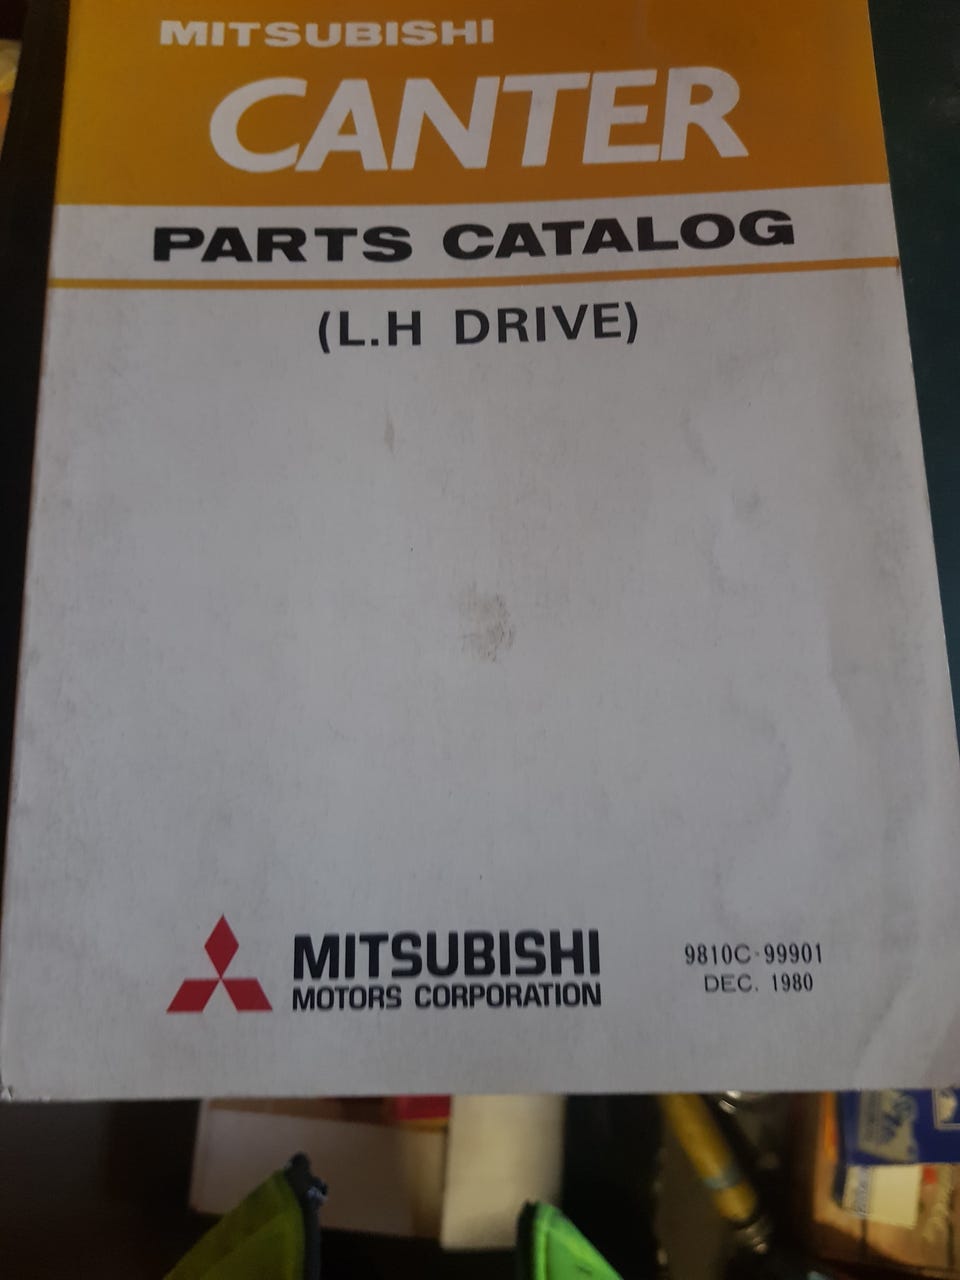 MITSUBISHI
CANTER
PARTS CATALOG
(L.H DRIVE)
MITSUBISHI
MOTORS CORPORATION
9810C-99901
DEC. 1980